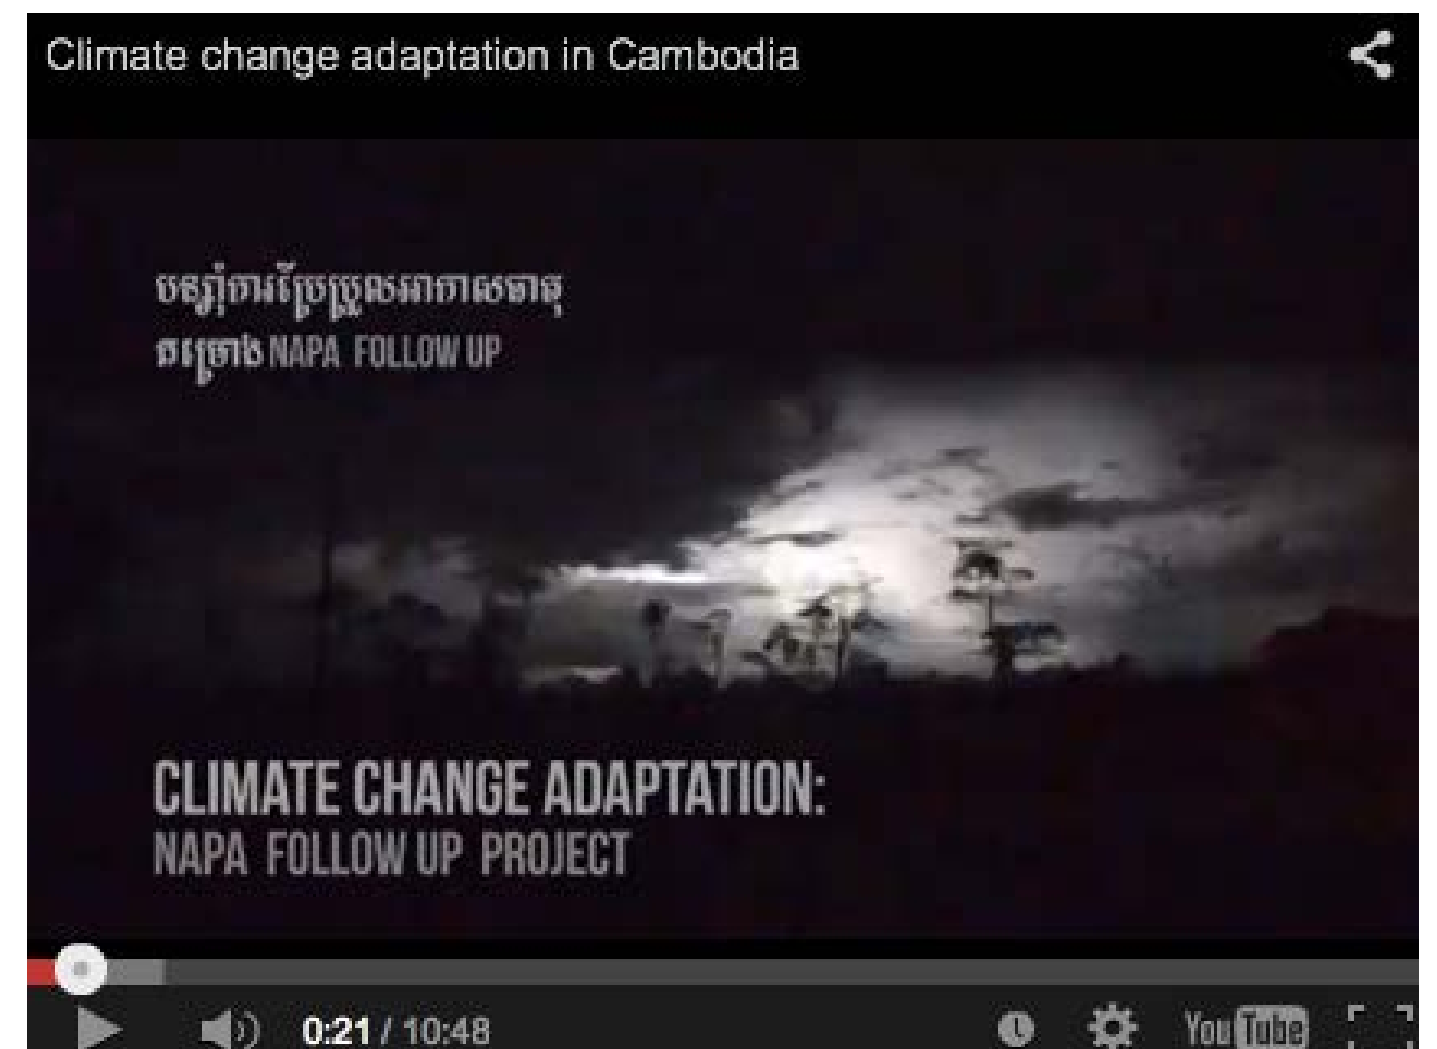 Climate change adaptation in Cambodia
បន្ស៊ាំការប្រែប្រួលអាកាសធាតុ
គម្រោង NAPA FOLLOW UP
CLIMATE CHANGE ADAPTATION:
NAPA FOLLOW UP PROJECT
0:21 / 10:48
YouTube